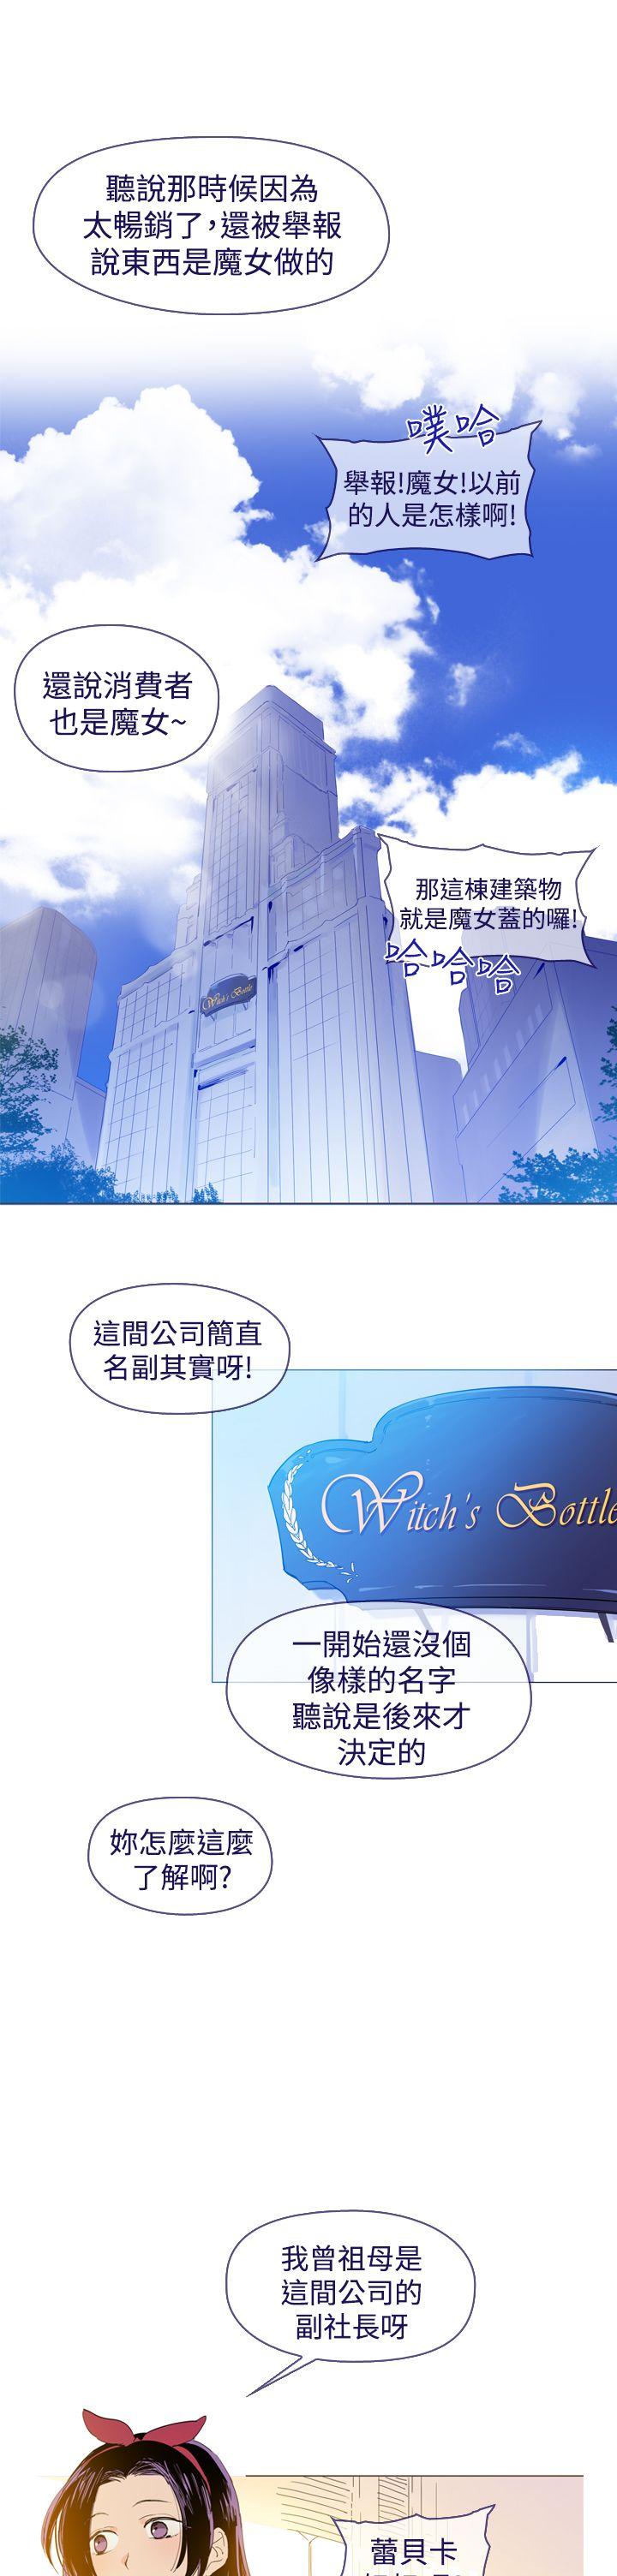 聽說那時候因為
太暢銷了，還被舉報
說東西是魔女做的
噗哈
舉報!魔女!以前
的人是怎樣啊!
還說消費者
也是魔女~
那這棟建築物
就是魔女蓋的囉!
哈哈哈
Witch's Bottle
這間公司簡直
名副其實呀!
Witch's Bottle
一開始還沒個
像樣的名字
聽說是後來才
決定的
妳怎麼這麼
了解啊?
我曾祖母是
這間公司的
副社長呀
蕾貝卡